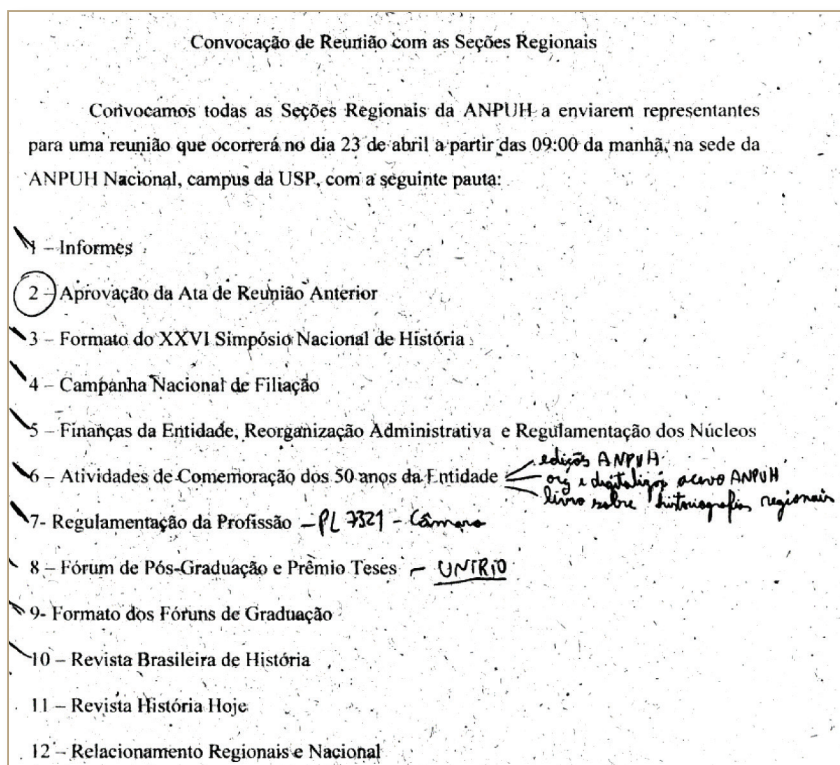 Convocação de Reunião com as Seções Regionais
Convocamos todas as Seções Regionais da ANPUH a enviarem representantes
para uma reunião que ocorrerá no dia 23 de abril a partir das 09:00 da manhã, na sede da
ANPUH Nacional, campus da USP, com a seguinte pauta:
1 – Informes
2 – Aprovação da Ata de Reunião Anterior
3 – Formato do XXVI Simpósio Nacional de História
4 – Campanha Nacional de Filiação
5 – Finanças da Entidade, Reorganização Administrativa e Regulamentação dos Núcleos
edições ANPUH
6 – Atividades de Comemoração dos 50 anos da Entidade org e acervo ANPUH
livro sobre regionais
7- Regulamentação da Profissão – PL 7321 – Câmara
8 – Fórum de Pós-Graduação e Prêmio Teses – UNIRIO
9- Formato dos Fóruns de Graduação
10 – Revista Brasileira de História
11 – Revista História Hoje
12 – Relacionamento Regionais e Nacional